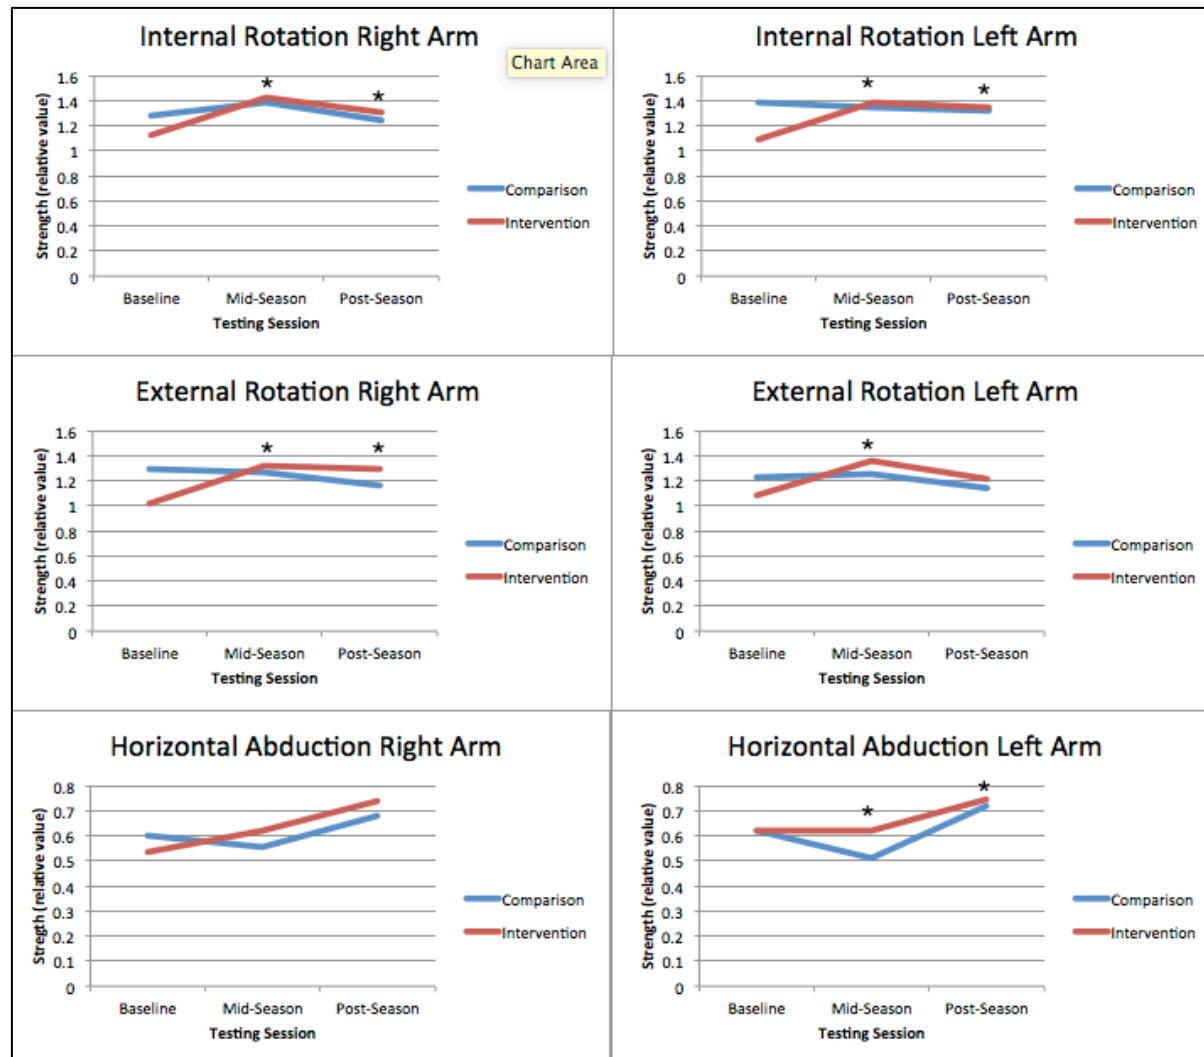 Internal Rotation Right Arm
Chart Area
Strength (relative value)
1.6
1.4
1.2
1
0.8
0.6
0.4
0.2
0
*
*
Comparison
Intervention
Baseline Mid-Season Post-Season
Testing Session
Internal Rotation Left Arm
Strength (relative value)
1.6
1.4
1.2
1
0.8
0.6
0.4
0.2
0
*
*
Comparison
Intervention
Baseline Mid-Season Post-Season
Testing Session
External Rotation Right Arm
Strength (relative value)
1.6
1.4
1.2
1
0.8
0.6
0.4
0.2
0
*
*
Comparison
Intervention
Baseline Mid-Season Post-Season
Testing Session
External Rotation Left Arm
Strength (relative value)
1.6
1.4
1.2
1
0.8
0.6
0.4
0.2
0
*
Comparison
Intervention
Baseline Mid-Season Post-Season
Testing Session
Horizontal Abduction Right Arm
Stregth (relative value)
0.8
0.7
0.6
0.5
0.4
0.3
0.2
0.1
0
Comparison
Intervention
Baseline Mid-Season Post-Season
Testing Session
Horizontal Abduction Left Arm
Strength (relative value)
0.8
0.7
0.6
0.5
0.4
0.3
0.2
0.1
0
*
*
Comparison
Intervention
Baseline Mid-Season Post-Season
Testing Session